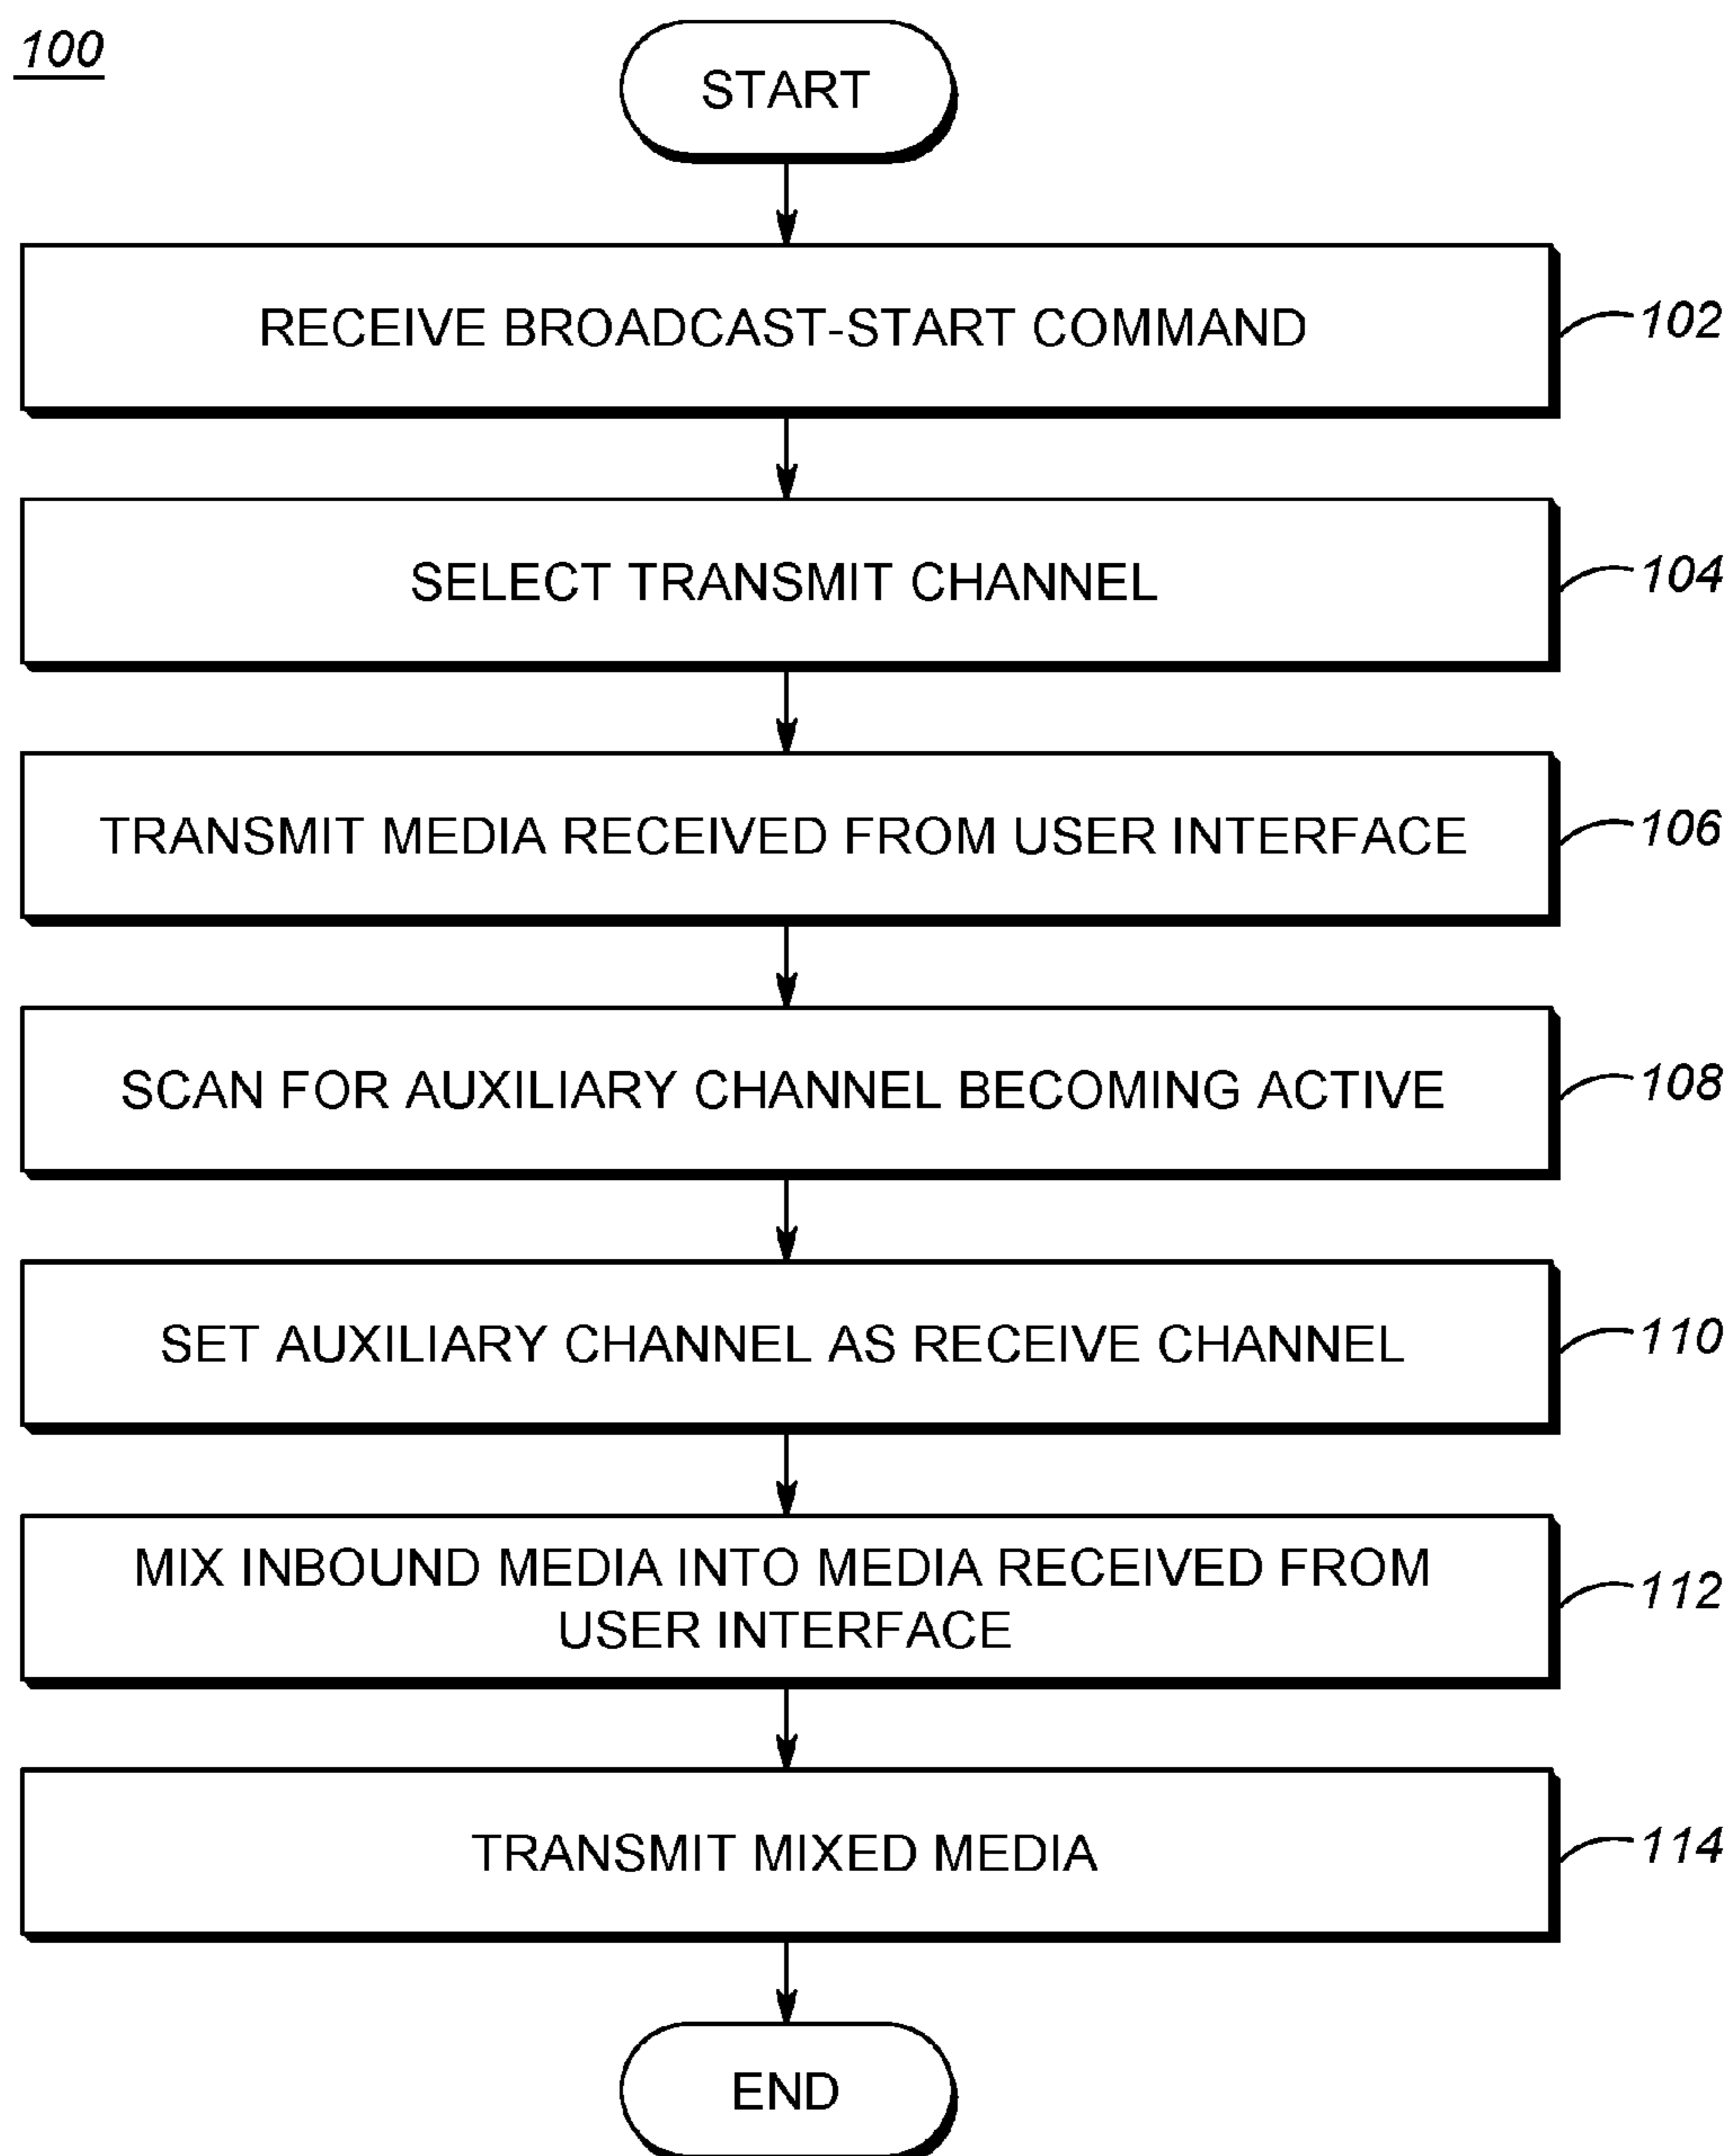 100
START
RECEIVE BROADCAST-START COMMAND
102
SELECT TRANSMIT CHANNEL
104
TRANSMIT MEDIA RECEIVED FROM USER INTERFACE
106
SCAN FOR AUXILIARY CHANNEL BECOMING ACTIVE
108
SET AUXILIARY CHANNEL AS RECEIVE CHANNEL
110
MIX INBOUND MEDIA INTO MEDIA RECEIVED FROM
USER INTERFACE
112
TRANSMIT MIXED MEDIA
114
END